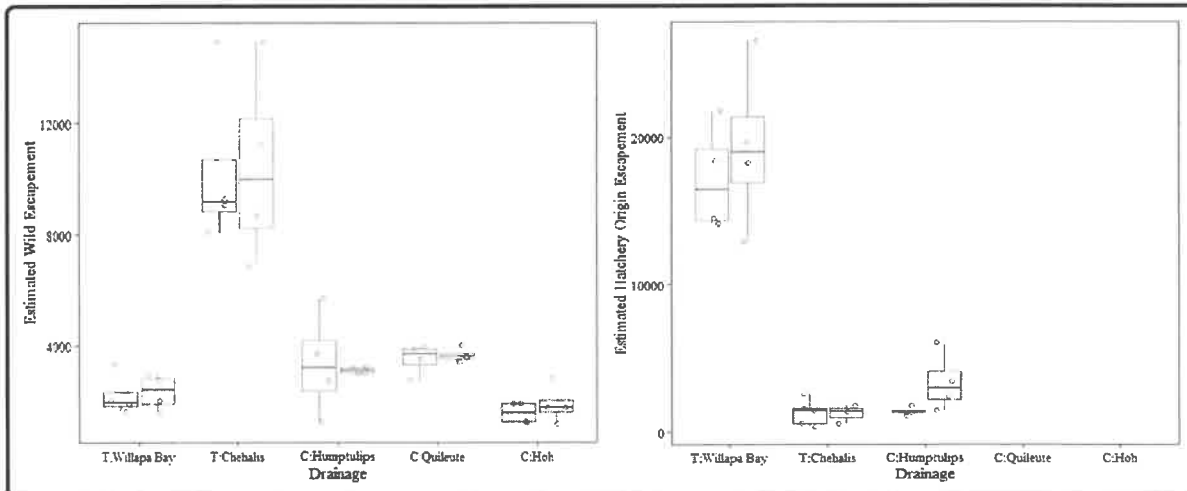 Estimated Wild Escapement
12000
8000
4000
T:Willapa Bay T:Chehalis C:Humptulips C:Quileute C:Hoh
Drainage
Estimated Hatchery Origin Escapement
20000
10000
0
T:Willapa Bay T:Chehalis C:Humptulips C:Quileute C:Hoh
Drainage